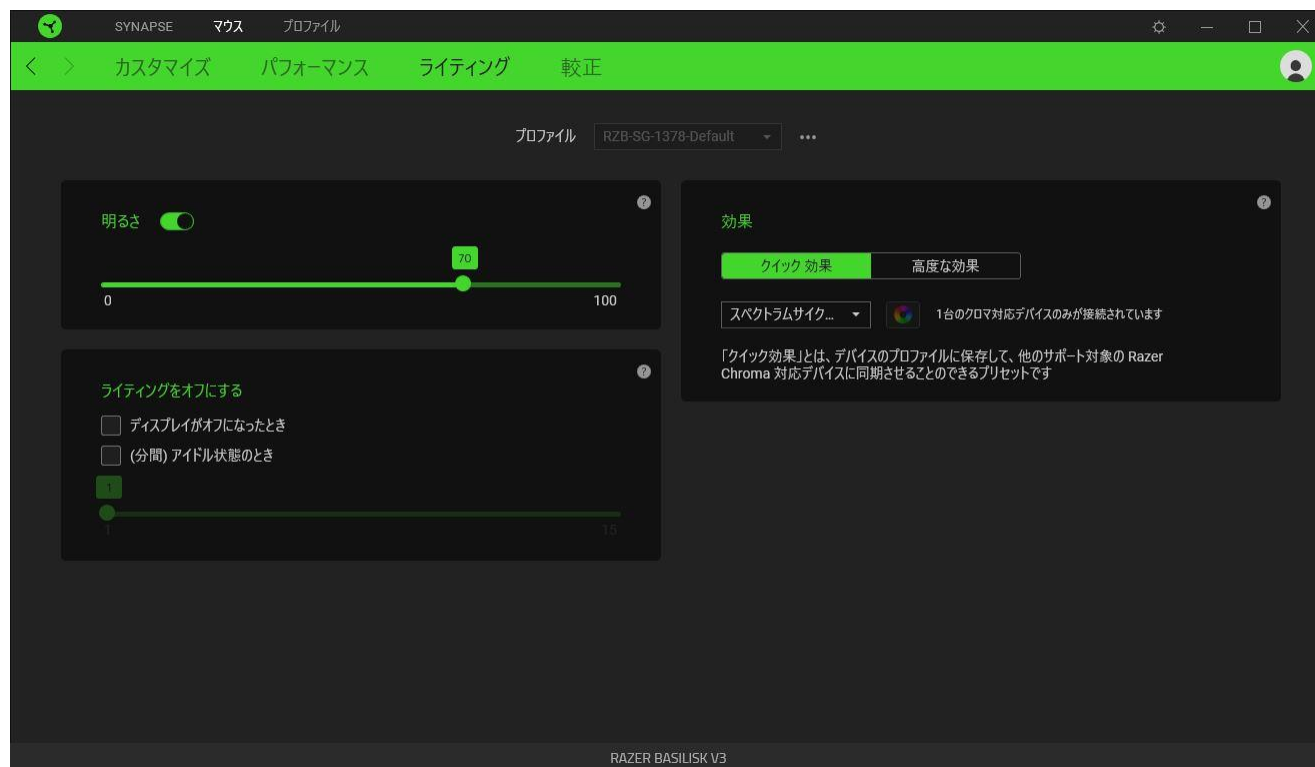 SYNAPSE マウス プロファイル
カスタマイズ パフォーマンス ライティング 較正
プロファイル RZB-SG-1378-Default
明るさ
70
0 100
ライティングをオフにする
ディスプレイがオフになったとき
(分間) アイドル状態のとき
1
1 15
効果
クイック 効果 高度な効果
スペクトラムサイク... 1台のクロマ対応デバイスのみが接続されています
「クイック効果」とは、デバイスのプロファイルに保存して、他のサポート対象の Razer
Chroma 対応デバイスに同期させることのできるプリセットです
RAZER BASILISK V3